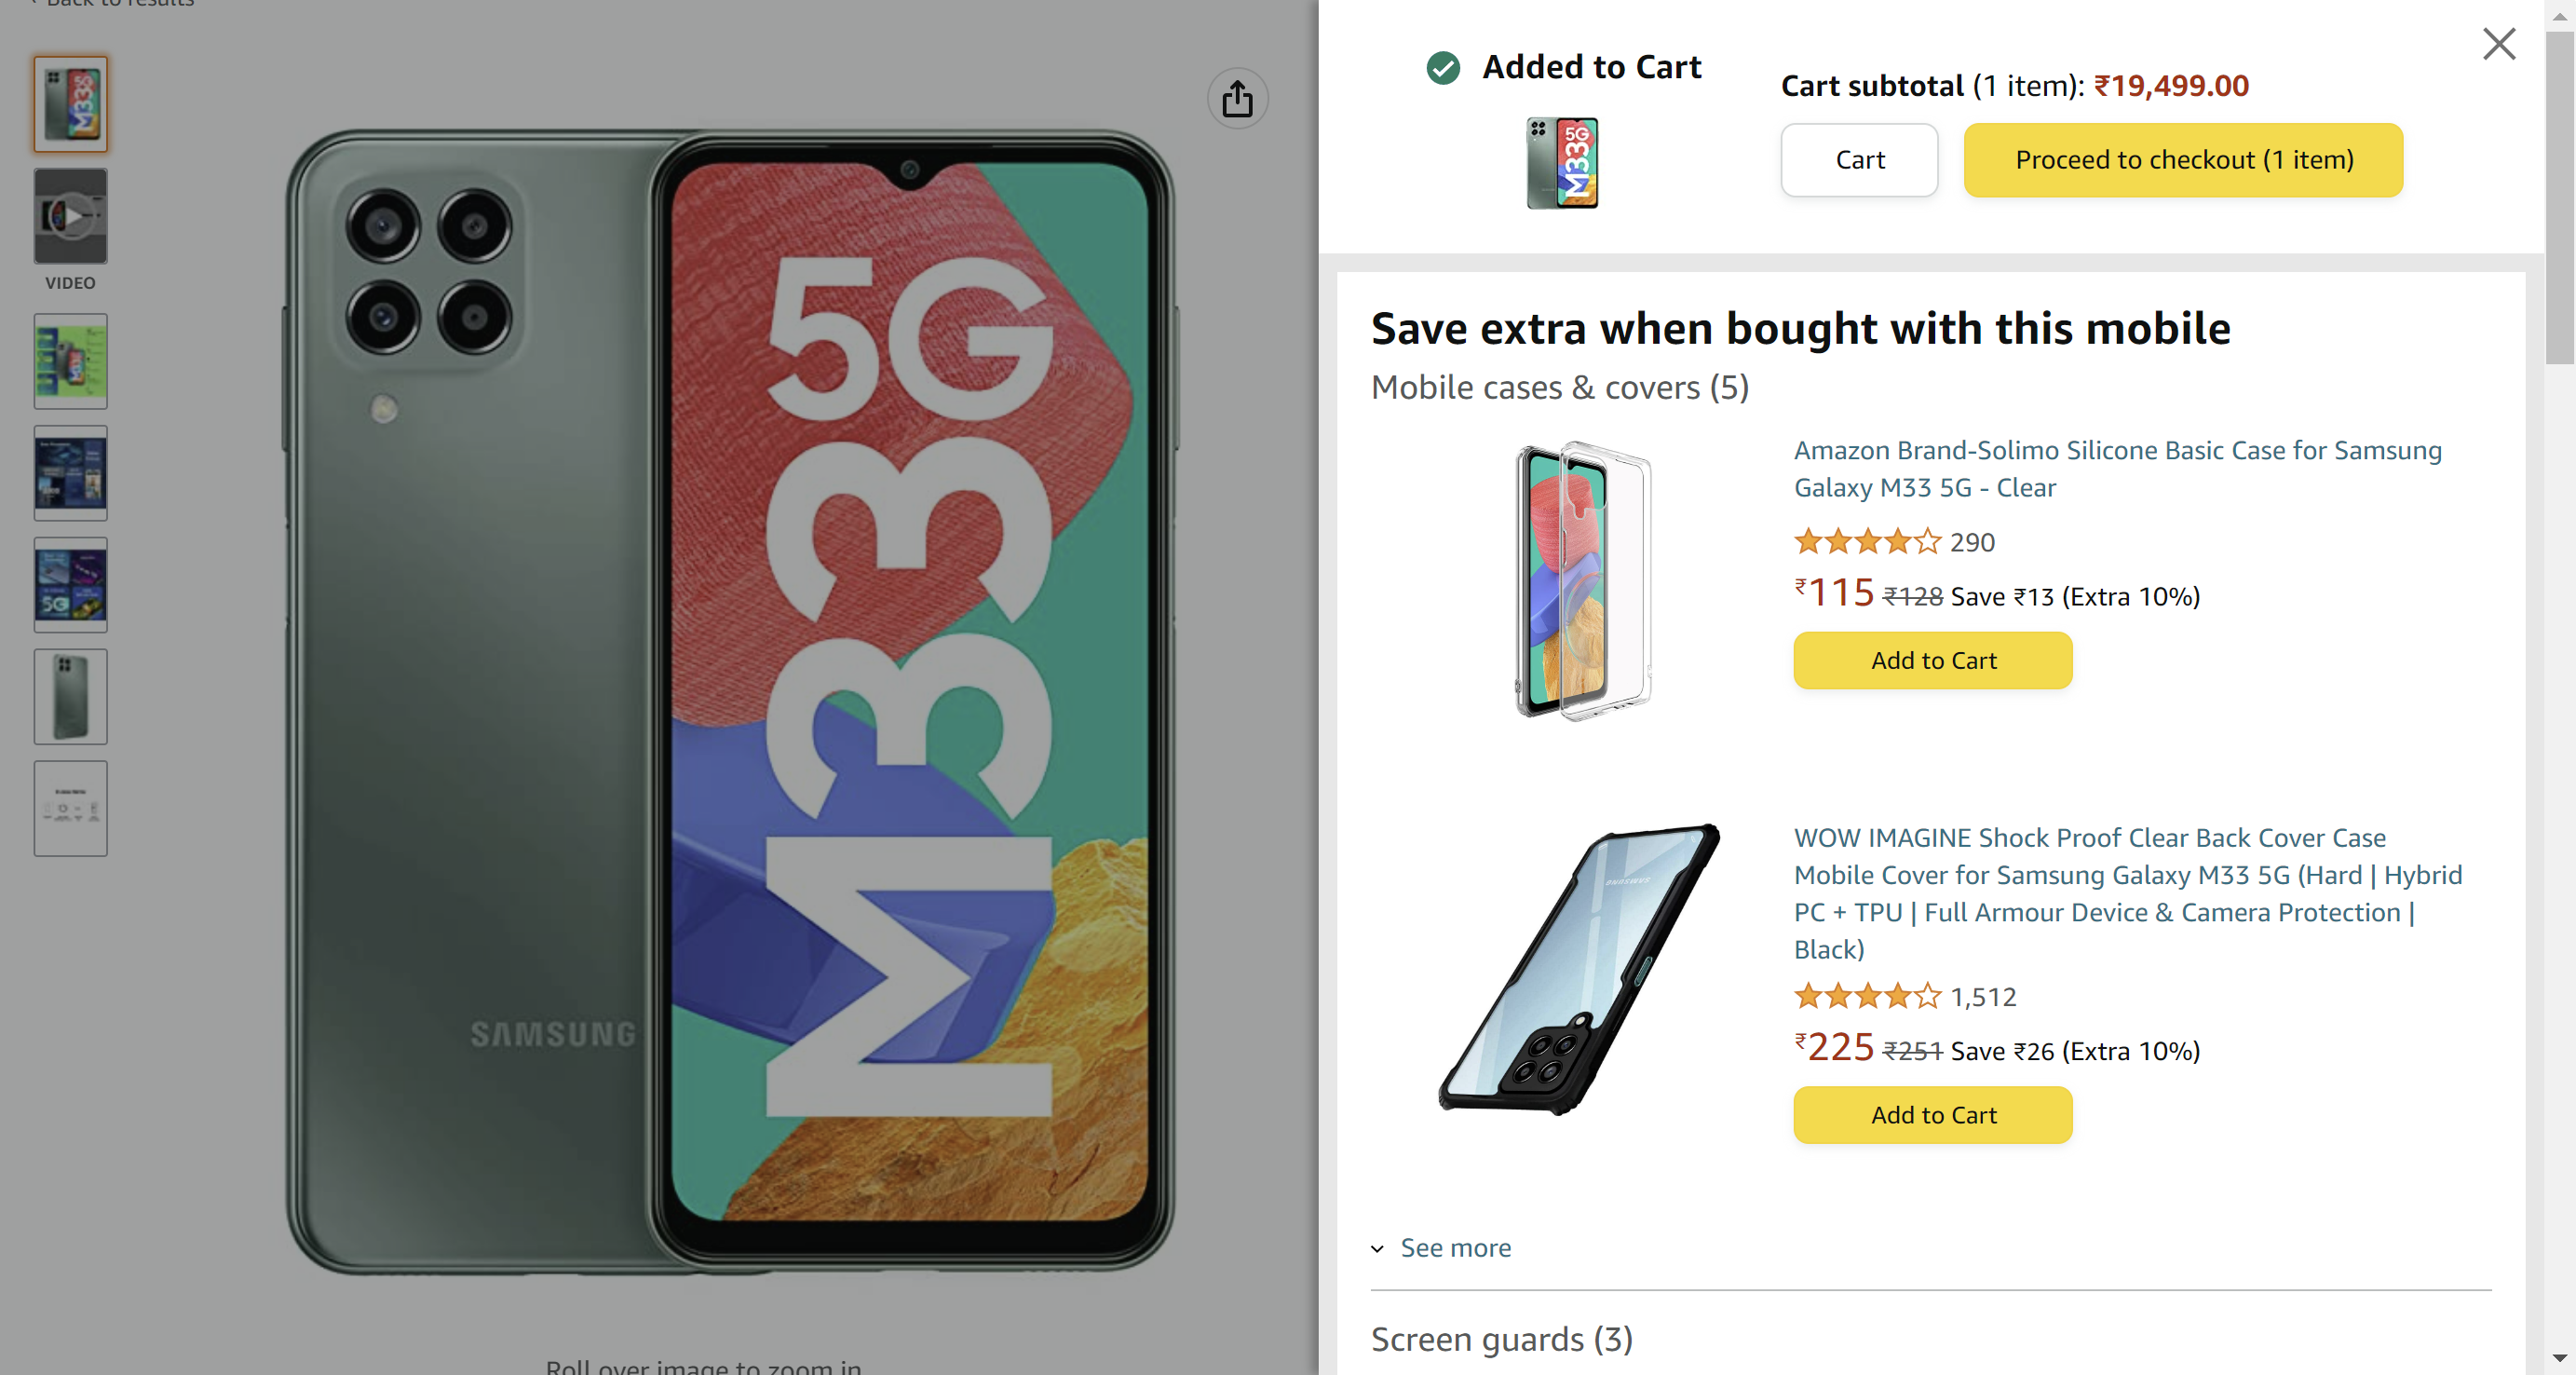 Back to results
VIDEO
5G
M33
SAMSUNG
Roll over image to zoom in
Added to Cart
Cart subtotal (1 item): ₹19,499.00
Cart
Proceed to checkout (1 item)
Save extra when bought with this mobile
Mobile cases & covers (5)
Amazon Brand-Solimo Silicone Basic Case for Samsung
Galaxy M33 5G - Clear
290
₹115 ₹128 Save ₹13 (Extra 10%)
Add to Cart
WOW IMAGINE Shock Proof Clear Back Cover Case
Mobile Cover for Samsung Galaxy M33 5G (Hard | Hybrid
PC + TPU | Full Armour Device & Camera Protection |
Black)
1,512
₹225 ₹251 Save ₹26 (Extra 10%)
Add to Cart
See more
Screen guards (3)